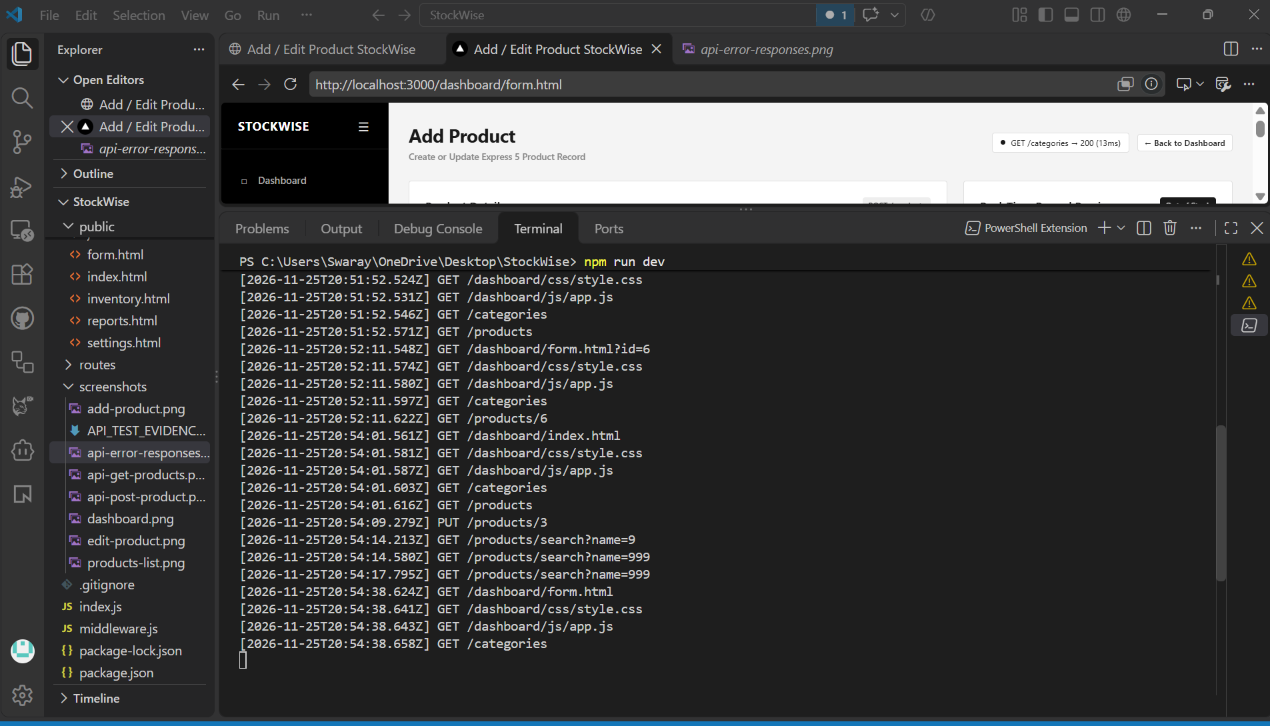 File Edit Selection View Go Run ··· StockWise 1
Explorer ···
Open Editors
Add / Edit Produ...
Add / Edit Produ...
api-error-respons...
Outline
StockWise
public
form.html
index.html
inventory.html
reports.html
settings.html
routes
screenshots
add-product.png
API_TEST_EVIDENC...
api-error-responses...
api-get-products.p...
api-post-product.p...
dashboard.png
edit-product.png
products-list.png
.gitignore
JS index.js
JS middleware.js
{} package-lock.json
{} package.json
Timeline
Add / Edit Product StockWise Add / Edit Product StockWise api-error-responses.png
http://localhost:3000/dashboard/form.html
STOCKWISE
Dashboard
Add Product
Create or Update Express 5 Product Record
GET /categories → 200 (13ms) ← Back to Dashboard
Problems Output Debug Console Terminal Ports PowerShell Extension
PS C:\Users\Swaray\OneDrive\Desktop\StockWise> npm run dev
[2026-11-25T20:51:52.524Z] GET /dashboard/css/style.css
[2026-11-25T20:51:52.531Z] GET /dashboard/js/app.js
[2026-11-25T20:51:52.546Z] GET /categories
[2026-11-25T20:51:52.571Z] GET /products
[2026-11-25T20:52:11.548Z] GET /dashboard/form.html?id=6
[2026-11-25T20:52:11.574Z] GET /dashboard/css/style.css
[2026-11-25T20:52:11.580Z] GET /dashboard/js/app.js
[2026-11-25T20:52:11.597Z] GET /categories
[2026-11-25T20:52:11.622Z] GET /products/6
[2026-11-25T20:54:01.561Z] GET /dashboard/index.html
[2026-11-25T20:54:01.581Z] GET /dashboard/css/style.css
[2026-11-25T20:54:01.587Z] GET /dashboard/js/app.js
[2026-11-25T20:54:01.603Z] GET /categories
[2026-11-25T20:54:01.616Z] GET /products
[2026-11-25T20:54:09.279Z] PUT /products/3
[2026-11-25T20:54:14.213Z] GET /products/search?name=9
[2026-11-25T20:54:14.580Z] GET /products/search?name=999
[2026-11-25T20:54:17.795Z] GET /products/search?name=999
[2026-11-25T20:54:38.624Z] GET /dashboard/form.html
[2026-11-25T20:54:38.641Z] GET /dashboard/css/style.css
[2026-11-25T20:54:38.643Z] GET /dashboard/js/app.js
[2026-11-25T20:54:38.658Z] GET /categories